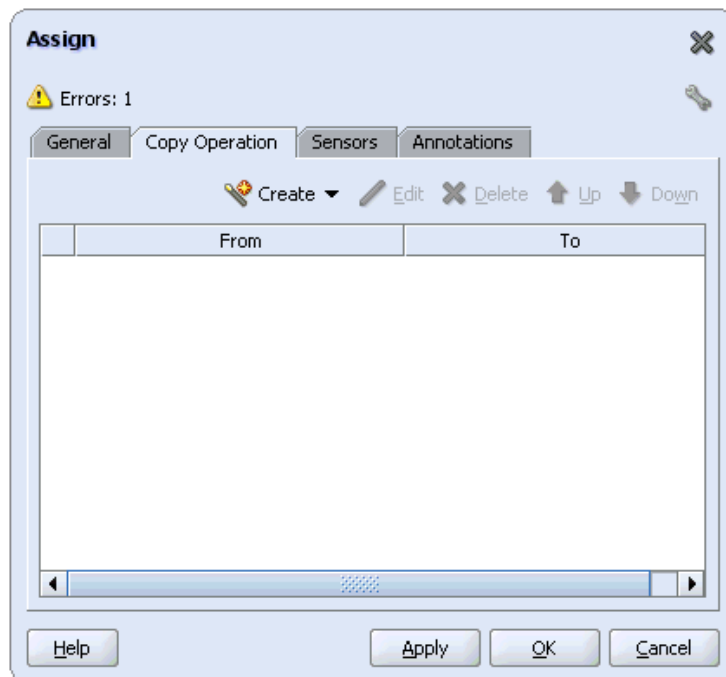 Assign
Errors: 1
General Copy Operation Sensors Annotations
Create Edit Delete Up Down
From To
Help Apply OK Cancel